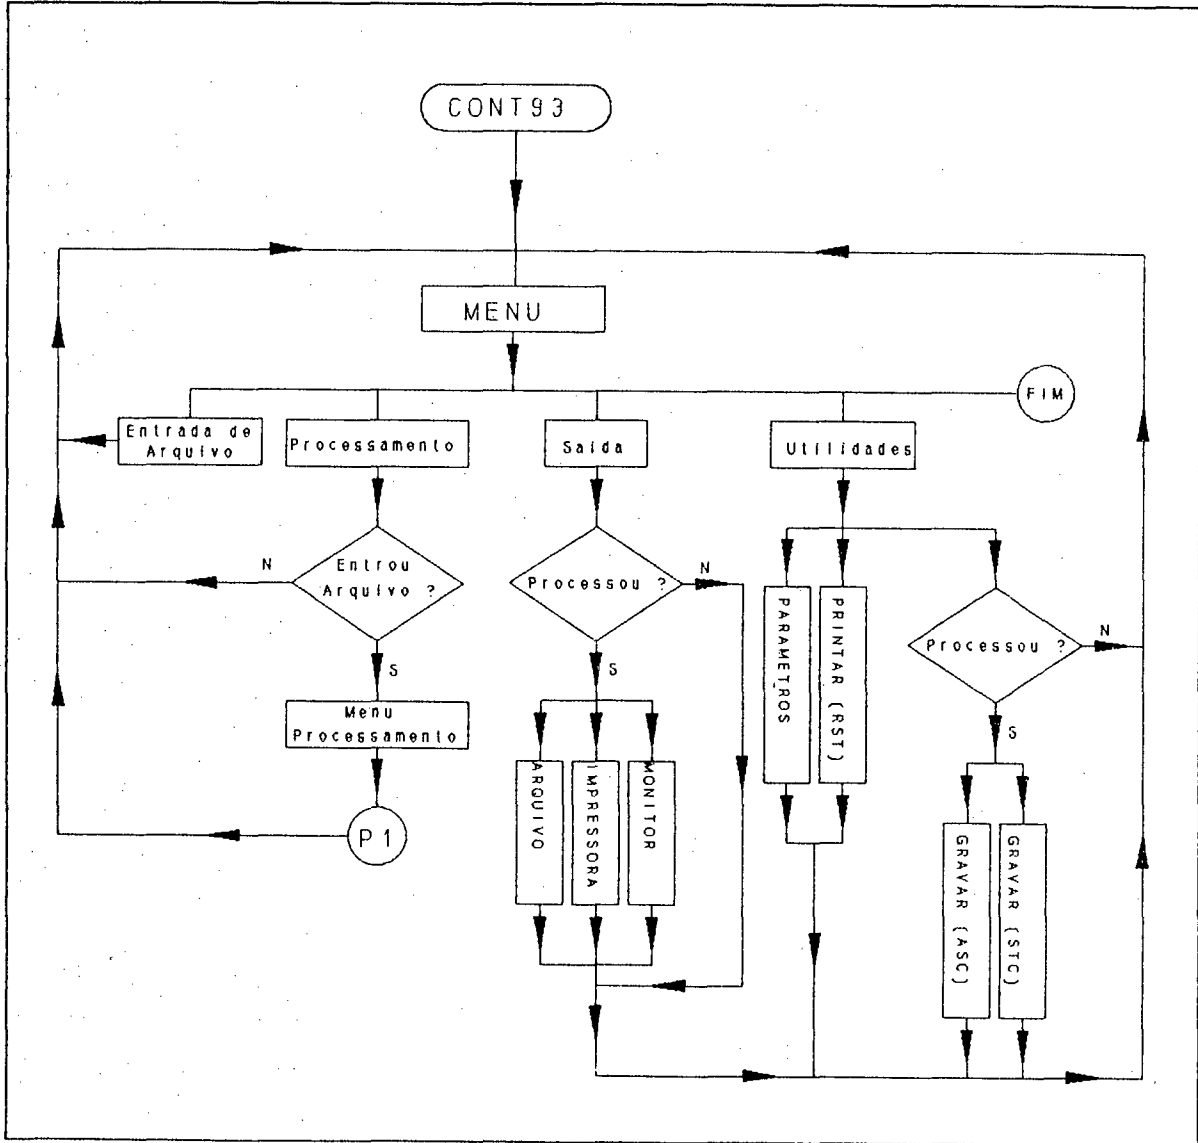 CONT93
MENU
FIM
Entrada de
Arquivo
Processamento
Saida
Utilidades
Entrou
Arquivo ?
N
S
Processou ?
N
S
PARAMETROS
PRINTAR (RST)
Processou ?
N
S
Menu
Processamento
P1
ARQUIVO
IMPRESSORA
MONITOR
GRAVAR (ASC)
GRAVAR (STC)